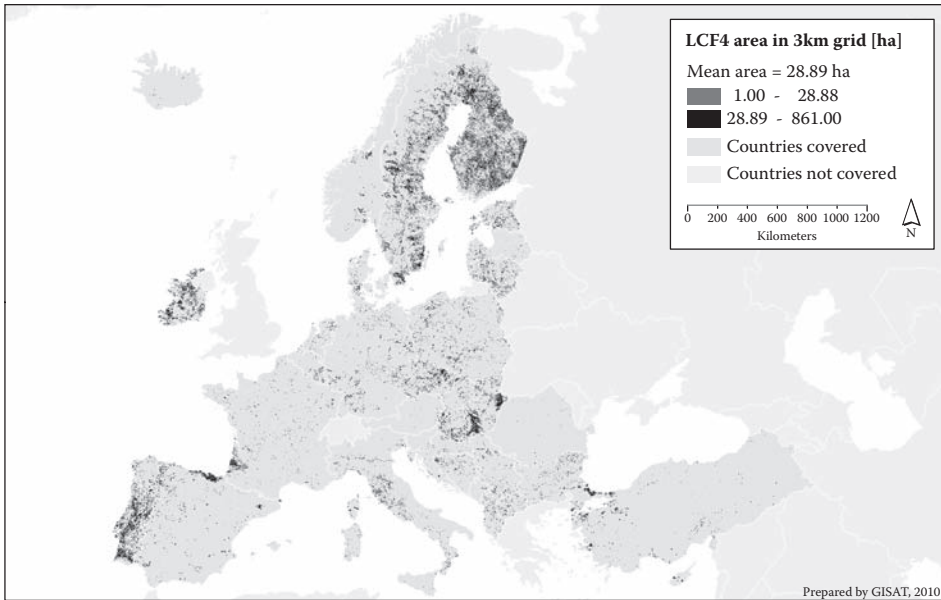 LCF4 area in 3km grid [ha]
Mean area = 28.89 ha
1.00 - 28.88
28.89 - 861.00
Countries covered
Countries not covered
0 200 400 600 800 1000 1200
Kilometers
N
Prepared by GISAT, 2010